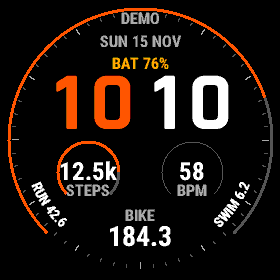 DEMO
SUN 15 NOV
BAT 76%
10 10
12.5k
STEPS
58
BPM
RUN 42.6
SWIM 6.2
BIKE
184.3